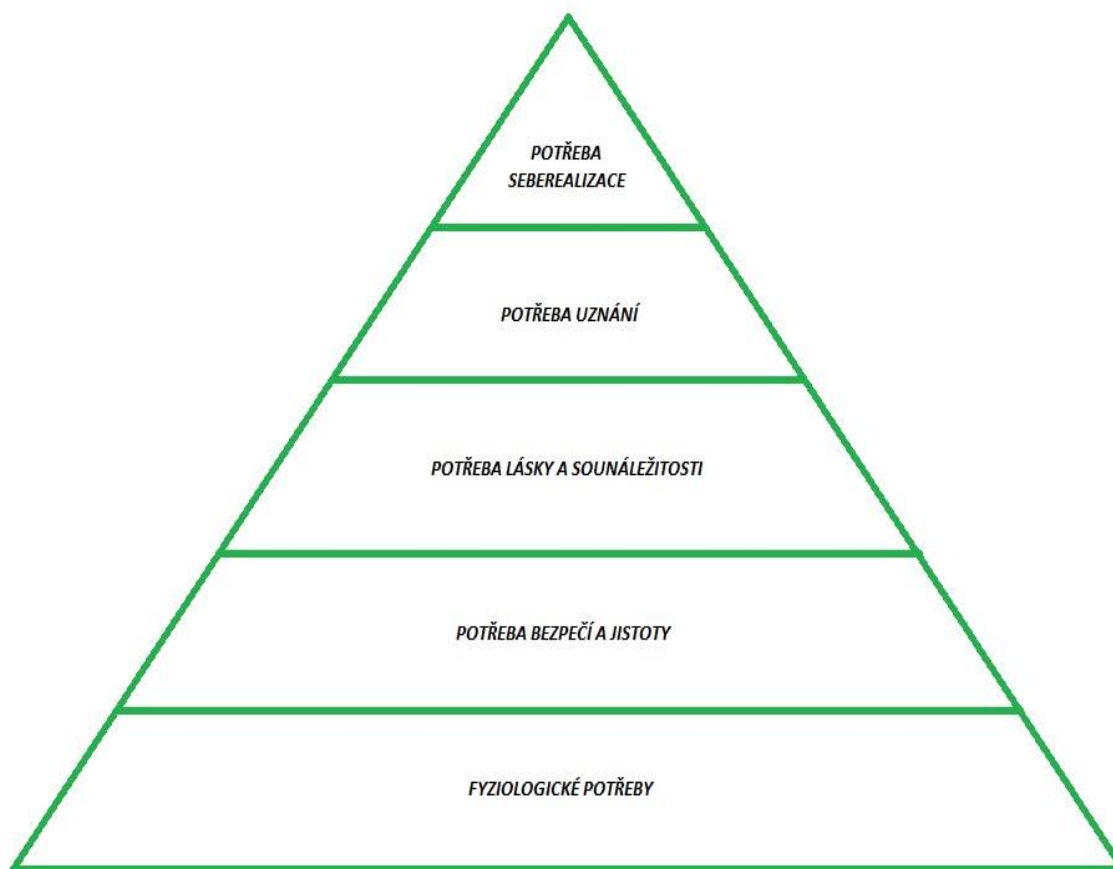 POTŘEBA
SEBEREALIZACE
POTŘEBA UZNÁNÍ
POTŘEBA LÁSKY A SOUNÁLEŽITOSTI
POTŘEBA BEZPEČÍ A JISTOTY
FYZIOLOGICKÉ POTŘEBY